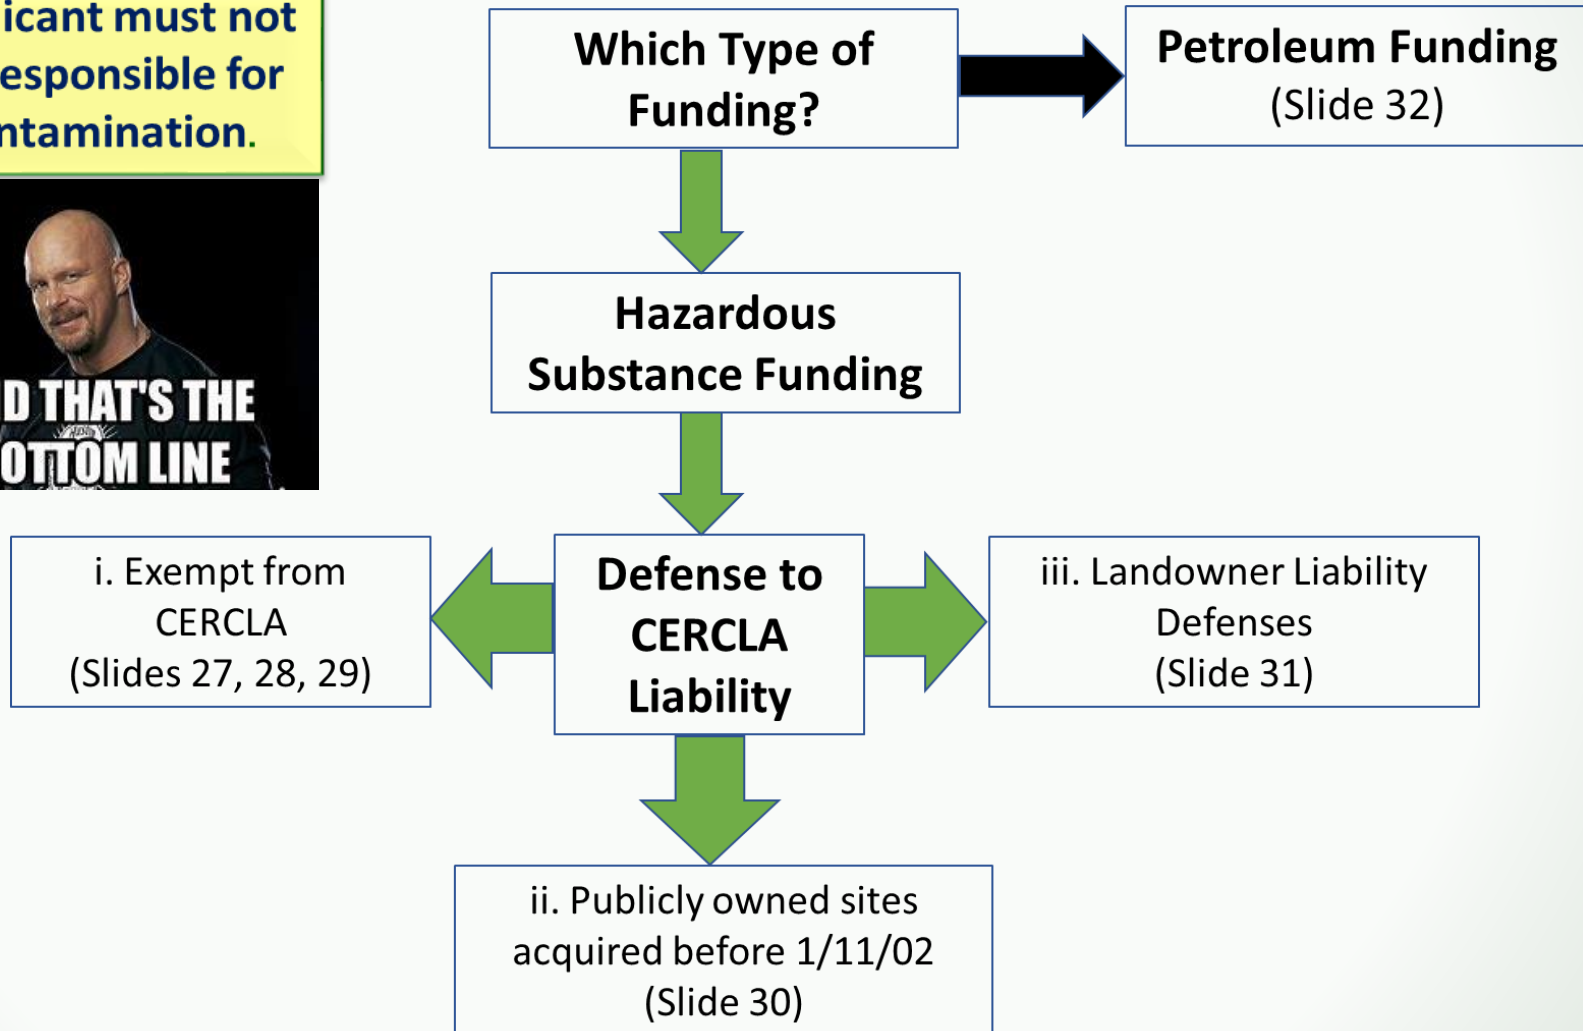 icant must not
esponsible for
ntamination.
D THAT'S THE
OTTOM LINE
Which Type of
Funding?
Petroleum Funding
(Slide 32)
Hazardous
Substance Funding
i. Exempt from
CERCLA
(Slides 27, 28, 29)
Defense to
CERCLA
Liability
iii. Landowner Liability
Defenses
(Slide 31)
ii. Publicly owned sites
acquired before 1/11/02
(Slide 30)